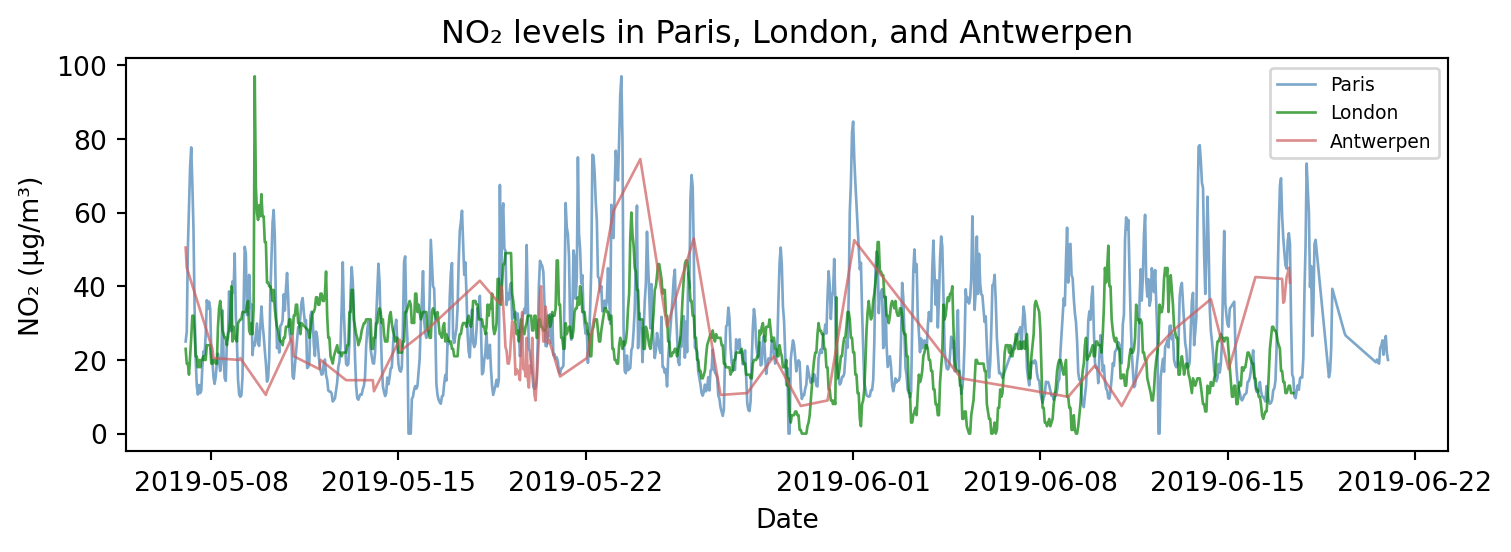 NO₂ levels in Paris, London, and Antwerpen
NO₂ (µg/m³)
100
80
60
40
20
0
Paris
London
Antwerpen
2019-05-08 2019-05-15 2019-05-22 2019-06-01 2019-06-08 2019-06-15 2019-06-22
Date